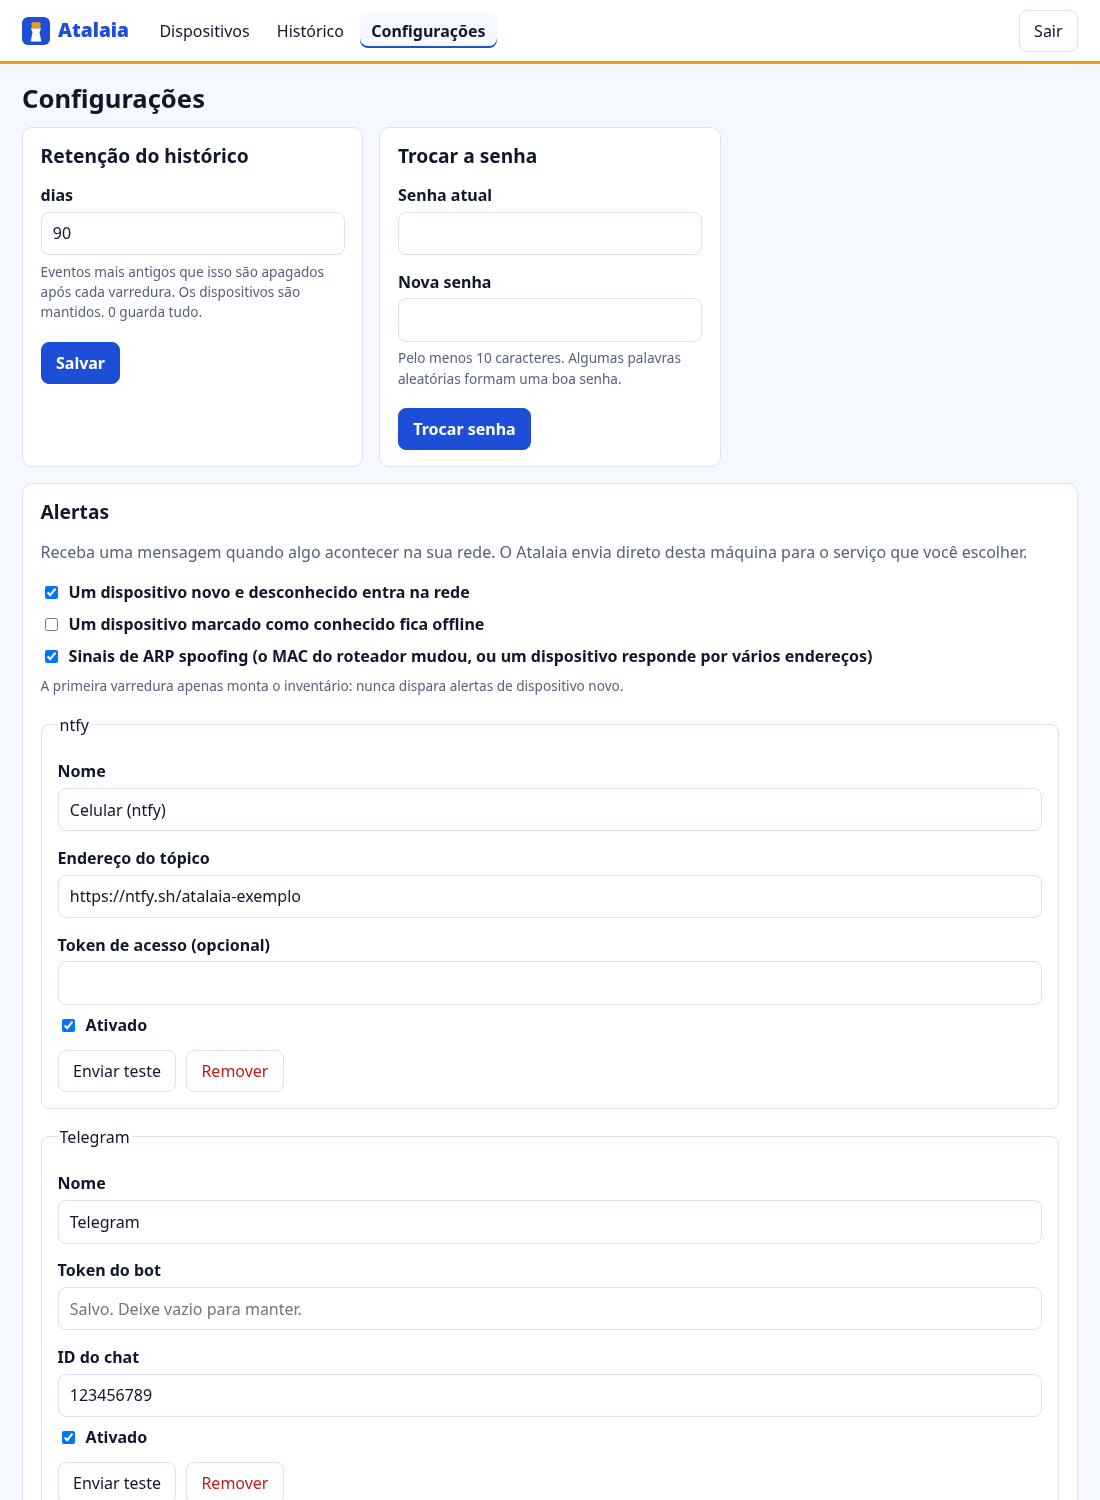 Atalaia
Dispositivos
Histórico
Configurações
Sair
Configurações
Retenção do histórico
dias
90
Eventos mais antigos que isso são apagados
após cada varredura. Os dispositivos são
mantidos. 0 guarda tudo.
Salvar
Trocar a senha
Senha atual
Nova senha
Pelo menos 10 caracteres. Algumas palavras
aleatórias formam uma boa senha.
Trocar senha
Alertas
Receba uma mensagem quando algo acontecer na sua rede. O Atalaia envia direto desta máquina para o serviço que você escolher.
Um dispositivo novo e desconhecido entra na rede
Um dispositivo marcado como conhecido fica offline
Sinais de ARP spoofing (o MAC do roteador mudou, ou um dispositivo responde por vários endereços)
A primeira varredura apenas monta o inventário: nunca dispara alertas de dispositivo novo.
ntfy
Nome
Celular (ntfy)
Endereço do tópico
https://ntfy.sh/atalaia-exemplo
Token de acesso (opcional)
Ativado
Enviar teste
Remover
Telegram
Nome
Telegram
Token do bot
Salvo. Deixe vazio para manter.
ID do chat
123456789
Ativado
Enviar teste
Remover